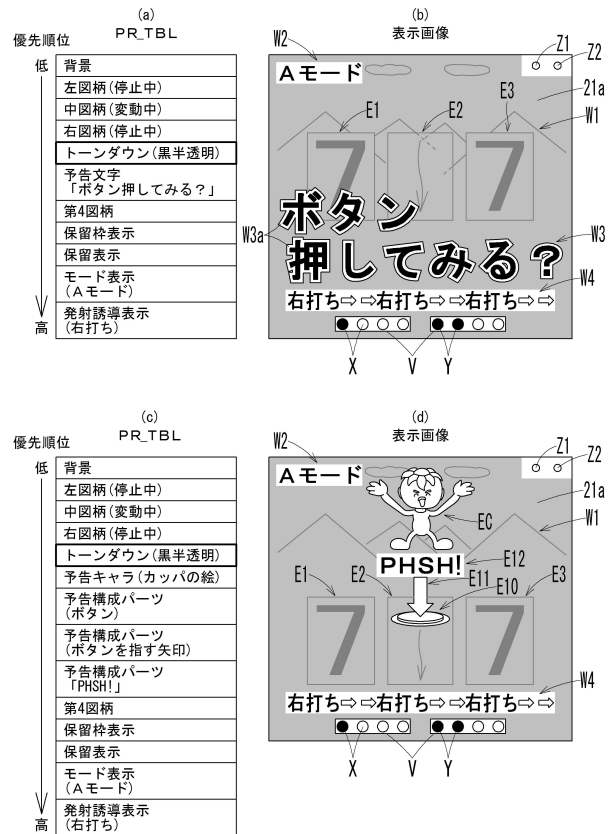 (a)
PR_TBL
優先順位
低
背景
左図柄(停止中)
中図柄(変動中)
右図柄(停止中)
トーンダウン(黒半透明)
予告文字
「ボタン押してみる?」
第4図柄
保留枠表示
保留表示
モード表示
(Aモード)
発射誘導表示
(右打ち)
高
(b)
表示画像
W2
Z1
Z2
Aモード
21a
E1
E2
E3
W1
7
7
ボタン
押してみる?
W3a
W3
右打ち⇨ ⇨右打ち⇨ ⇨右打ち⇨ ⇨
W4
X
V
Y
(c)
PR_TBL
優先順位
低
背景
左図柄(停止中)
中図柄(変動中)
右図柄(停止中)
トーンダウン(黒半透明)
予告キャラ(カッパの絵)
予告構成パーツ
(ボタン)
予告構成パーツ
(ボタンを指す矢印)
予告構成パーツ
「PHSH!」
第4図柄
保留枠表示
保留表示
モード表示
(Aモード)
発射誘導表示
(右打ち)
高
(d)
表示画像
W2
Z1
Z2
Aモード
21a
EC
W1
PHSH!
E12
E1
E2
E11
E10
E3
7
7
右打ち⇨ ⇨右打ち⇨ ⇨右打ち⇨ ⇨
W4
X
V
Y